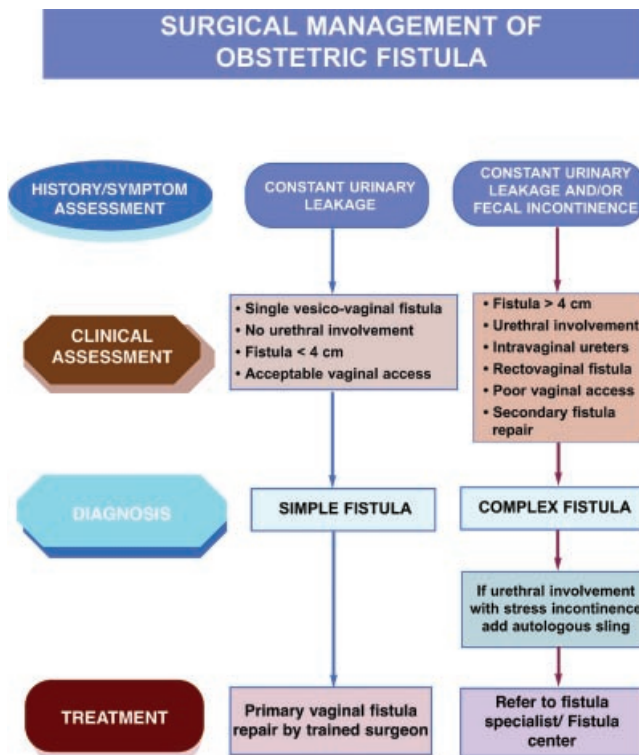 SURGICAL MANAGEMENT OF
OBSTETRIC FISTULA
HISTORY/SYMPTOM
ASSESSMENT
CONSTANT URINARY
LEAKAGE
CONSTANT URINARY
LEAKAGE AND/OR
FECAL INCONTINENCE
CLINICAL
ASSESSMENT
• Single vesico-vaginal fistula
• No urethral involvement
• Fistula < 4 cm
• Acceptable vaginal access
• Fistula > 4 cm
• Urethral involvement
• Intravaginal ureters
• Rectovaginal fistula
• Poor vaginal access
• Secondary fistula
repair
DIAGNOSIS
SIMPLE FISTULA
COMPLEX FISTULA
If urethral involvement
with stress incontinence
add autologous sling
TREATMENT
Primary vaginal fistula
repair by trained surgeon
Refer to fistula
specialist/ Fistula
center